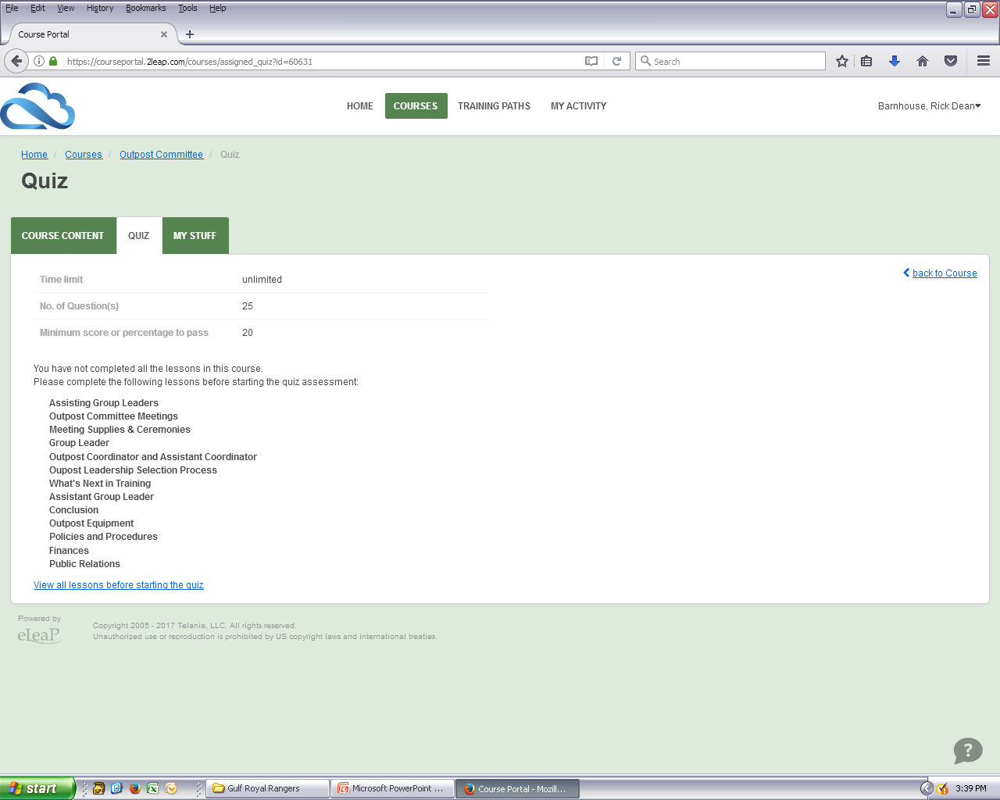 File Edit View History Bookmarks Tools Help
Course Portal
https://courseportal.2leap.com/courses/assigned_quiz?id=60631
Search
HOME COURSES TRAINING PATHS MY ACTIVITY Barnhouse, Rick Dean
Home / Courses / Outpost Committee / Quiz
Quiz
COURSE CONTENT QUIZ MY STUFF
back to Course
Time limit unlimited
No. of Question(s) 25
Minimum score or percentage to pass 20
You have not completed all the lessons in this course.
Please complete the following lessons before starting the quiz assessment:
Assisting Group Leaders
Outpost Committee Meetings
Meeting Supplies & Ceremonies
Group Leader
Outpost Coordinator and Assistant Coordinator
Oupost Leadership Selection Process
What's Next in Training
Assistant Group Leader
Conclusion
Outpost Equipment
Policies and Procedures
Finances
Public Relations
View all lessons before starting the quiz
Powered by
eLeaP
Copyright 2005 - 2017 Telania, LLC. All rights reserved.
Unauthorized use or reproduction is prohibited by US copyright laws and international treaties.
?
start Gulf Royal Rangers Microsoft PowerPoint ... Course Portal - Mozill... 3:39 PM